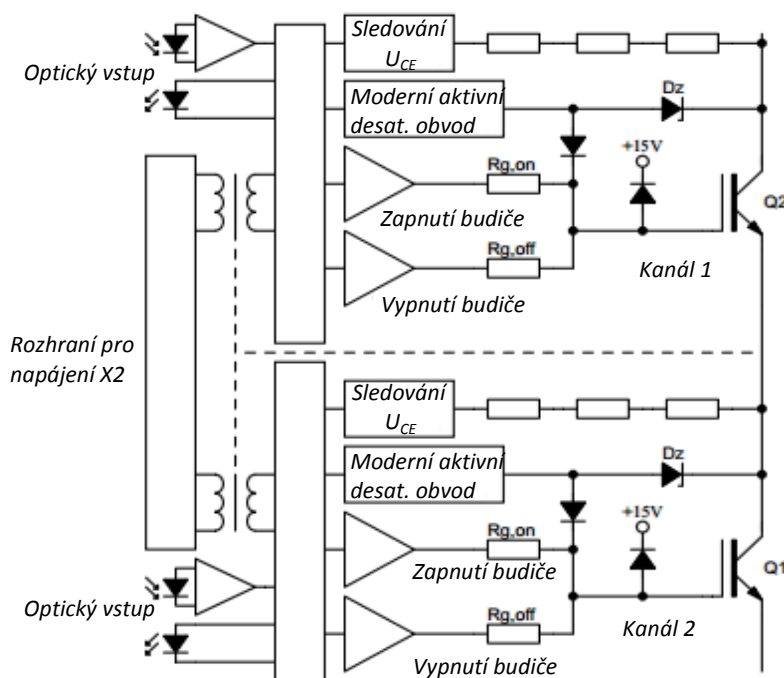 Sledování
U_CE
Optický vstup
Moderní aktivní
desat. obvod
Dz
+15V
Rg,on
Q2
Zapnutí budiče
Rg,off
Kanál 1
Vypnutí budiče
Rozhraní pro
napájení X2
Sledování
U_CE
Moderní aktivní
desat. obvod
Dz
+15V
Rg,on
Q1
Zapnutí budiče
Optický vstup
Rg,off
Kanál 2
Vypnutí budiče